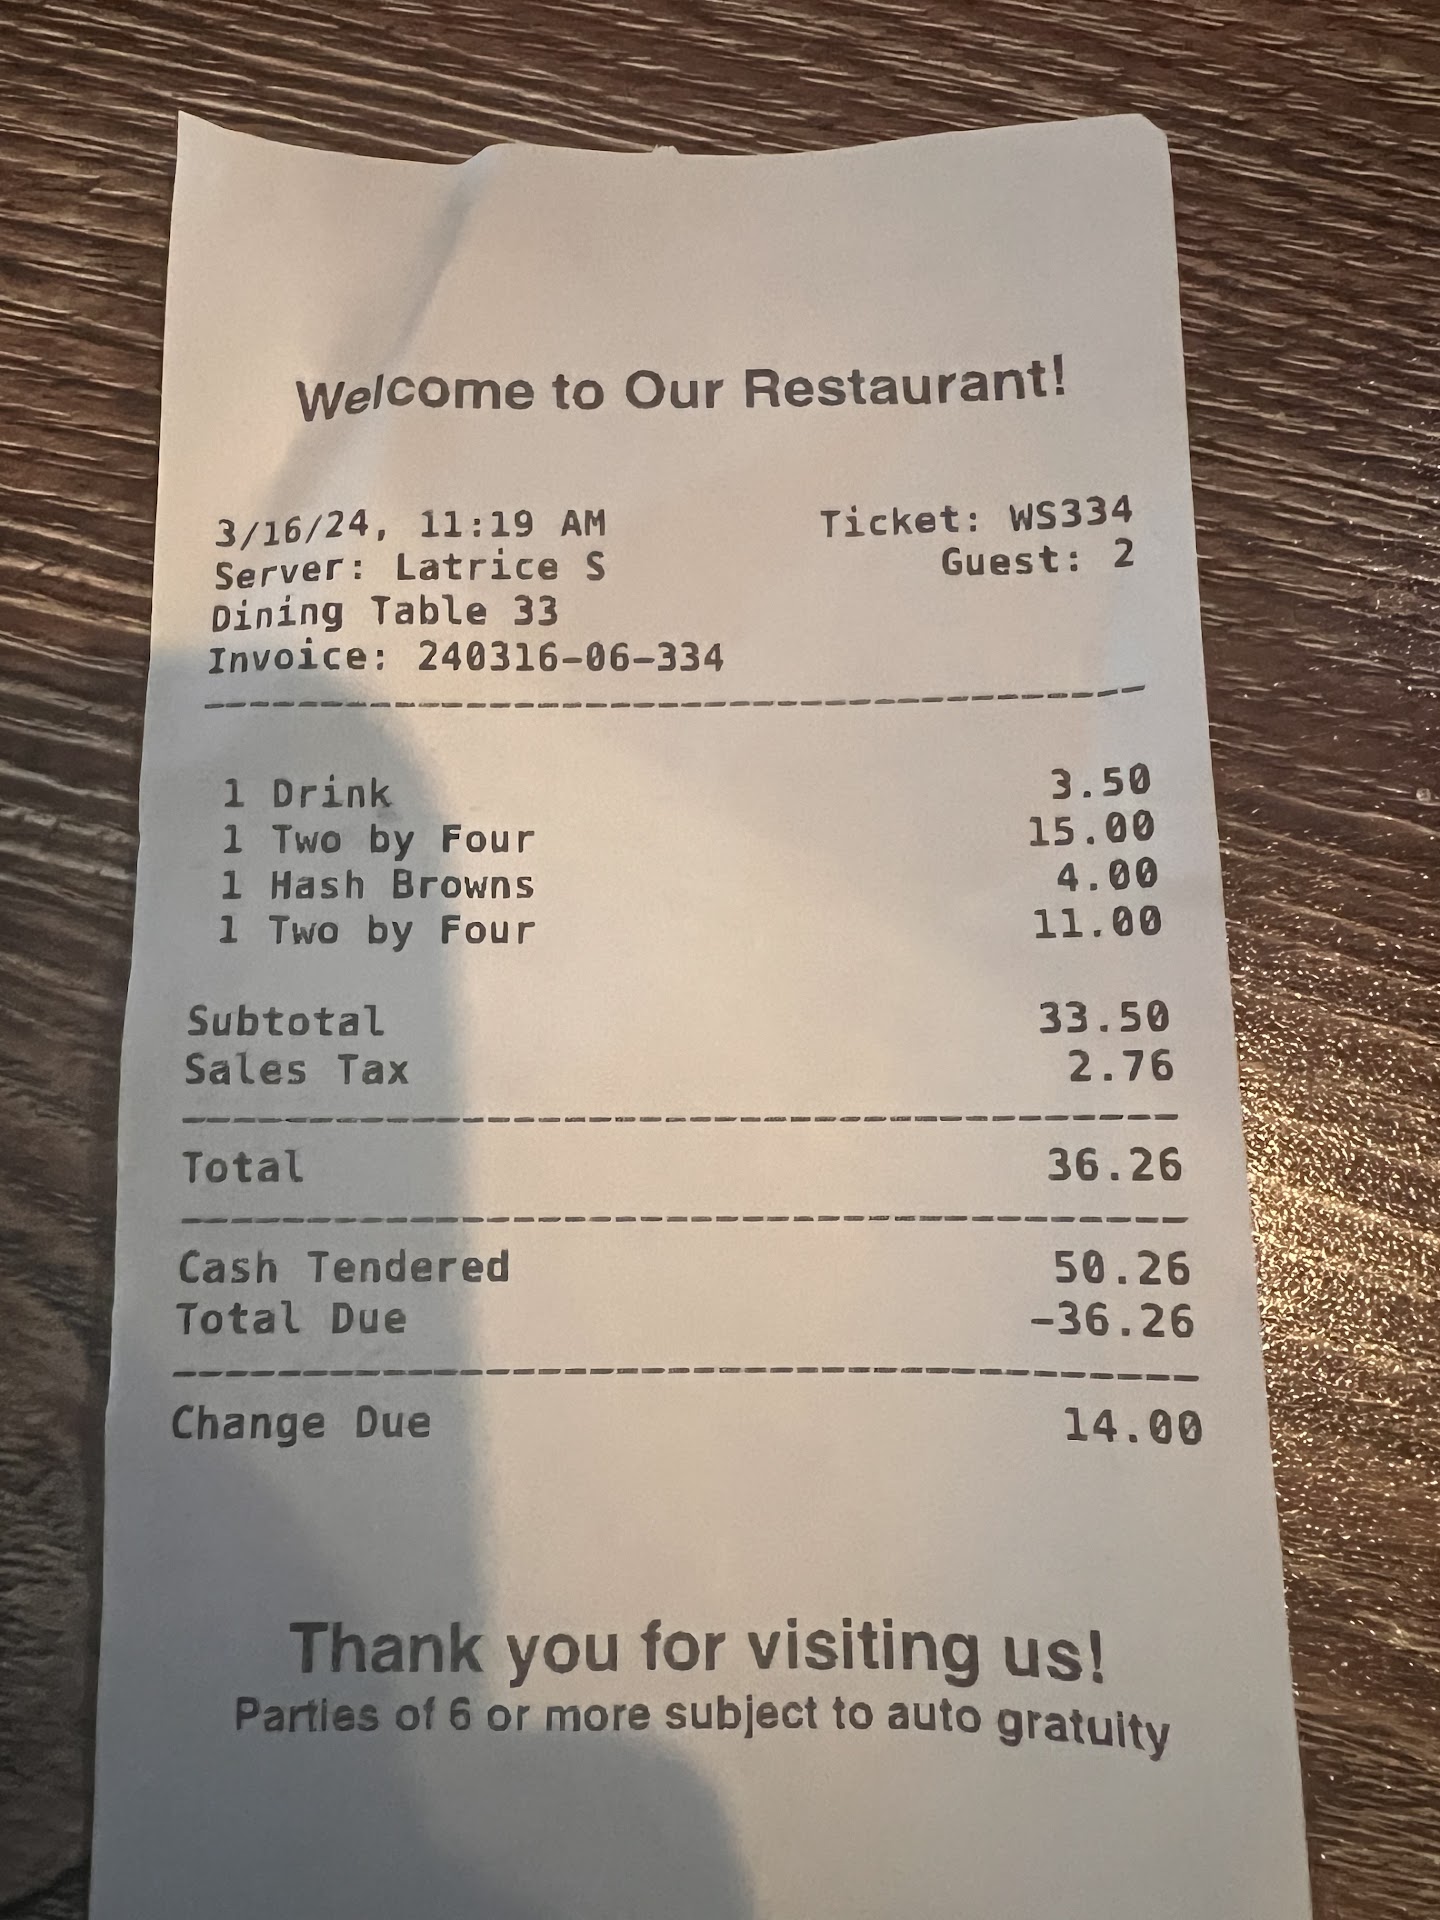 Welcome to Our Restaurant!
3/16/24, 11:19 AM Ticket: WS334
Server: Latrice S Guest: 2
Dining Table 33
Invoice: 240316-06-334
1 Drink 3.50
1 Two by Four 15.00
1 Hash Browns 4.00
1 Two by Four 11.00
Subtotal 33.50
Sales Tax 2.76
Total 36.26
Cash Tendered 50.26
Total Due -36.26
Change Due 14.00
Thank you for visiting us!
Parties of 6 or more subject to auto gratuity